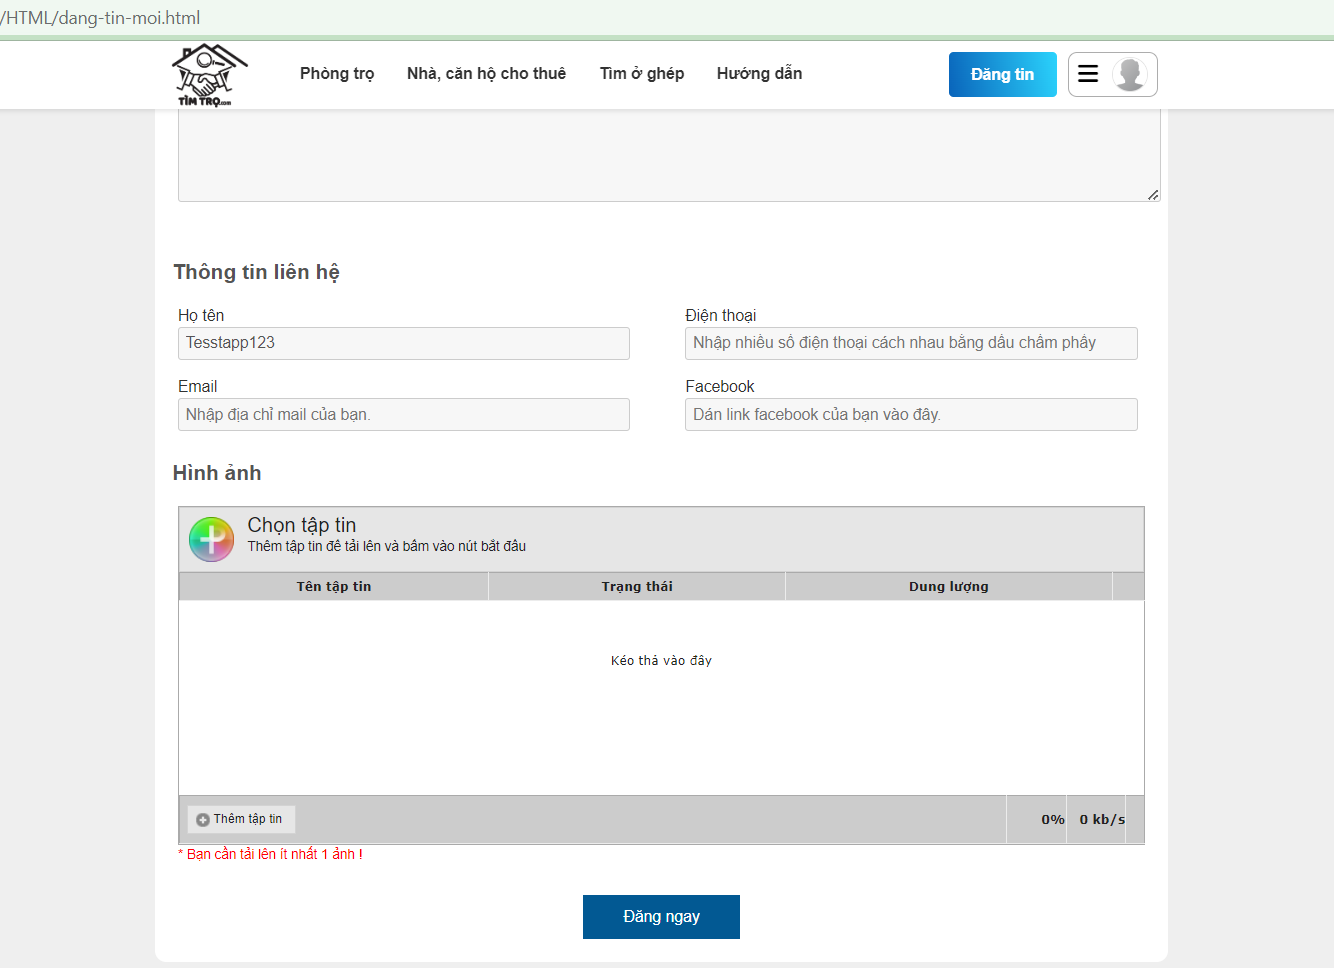 /HTML/dang-tin-moi.html
TÌM TRỌ.com
Phòng trọ
Nhà, căn hộ cho thuê
Tìm ở ghép
Hướng dẫn
Đăng tin
Thông tin liên hệ
Họ tên
Điện thoại
Tesstapp123
Nhập nhiều số điện thoại cách nhau bằng dấu chấm phẩy
Email
Facebook
Nhập địa chỉ mail của bạn.
Dán link facebook của bạn vào đây.
Hình ảnh
Chọn tập tin
Thêm tập tin để tải lên và bấm vào nút bắt đầu
Tên tập tin
Trạng thái
Dung lượng
Kéo thả vào đây
Thêm tập tin
0%
0 kb/s
* Bạn cần tải lên ít nhất 1 ảnh !
Đăng ngay